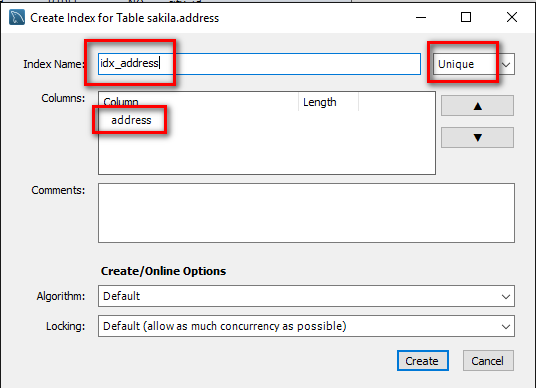 Create Index for Table sakila.address
Index Name: idx_address Unique
Columns: Column Length
address
▲
▼
Comments:
Create/Online Options
Algorithm: Default
Locking: Default (allow as much concurrency as possible)
Create Cancel